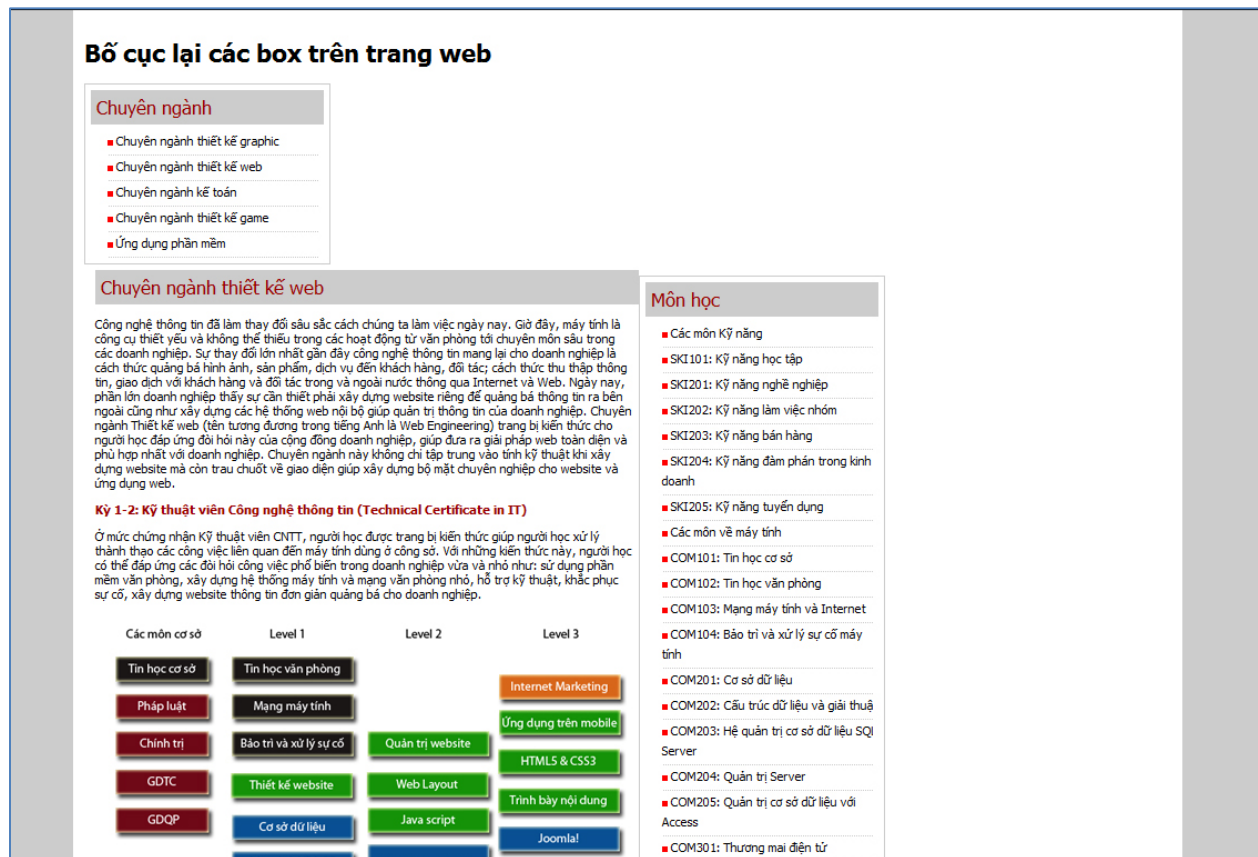 Bố cục lại các box trên trang web
Chuyên ngành
Chuyên ngành thiết kế graphic
Chuyên ngành thiết kế web
Chuyên ngành kế toán
Chuyên ngành thiết kế game
Ứng dụng phần mềm
Chuyên ngành thiết kế web
Công nghệ thông tin đã làm thay đổi sâu sắc cách chúng ta làm việc ngày nay. Giờ đây, máy tính là
công cụ thiết yếu và không thể thiếu trong các hoạt động từ văn phòng tới chuyên môn sâu trong
các doanh nghiệp. Sự thay đổi lớn nhất gần đây công nghệ thông tin mang lại cho doanh nghiệp là
cách thức quảng bá hình ảnh, sản phẩm, dịch vụ đến khách hàng, đối tác; cách thức thu thập thông
tin, giao dịch với khách hàng và đối tác trong và ngoài nước thông qua Internet và Web. Ngày nay,
phần lớn doanh nghiệp thấy sự cần thiết phải xây dựng website riêng để quảng bá thông tin ra bên
ngoài cũng như xây dựng các hệ thống web nội bộ giúp quản trị thông tin của doanh nghiệp. Chuyên
ngành Thiết kế web (tên tương đương trong tiếng Anh là Web Engineering) trang bị kiến thức cho
người học đáp ứng đòi hỏi này của cộng đồng doanh nghiệp, giúp đưa ra giải pháp web toàn diện và
phù hợp nhất với doanh nghiệp. Chuyên ngành này không chỉ tập trung vào tính kỹ thuật khi xây
dựng website mà còn trau chuốt về giao diện giúp xây dựng bộ mặt chuyên nghiệp cho website và
ứng dụng web.
Kỳ 1-2: Kỹ thuật viên Công nghệ thông tin (Technical Certificate in IT)
Ở mức chứng nhận Kỹ thuật viên CNTT, người học được trang bị kiến thức giúp người học xử lý
thành thạo các công việc liên quan đến máy tính dùng ở công sở. Với những kiến thức này, người học
có thể đáp ứng các đòi hỏi công việc phổ biến trong doanh nghiệp vừa và nhỏ như: sử dụng phần
mềm văn phòng, xây dựng hệ thống máy tính và mạng văn phòng nhỏ, hỗ trợ kỹ thuật, khắc phục
sự cố, xây dựng website thông tin đơn giản quảng bá cho doanh nghiệp.
Các môn cơ sở
Tin học cơ sở
Pháp luật
Chính trị
GDTC
GDQP
Level 1
Tin học văn phòng
Mạng máy tính
Bảo trì và xử lý sự cố
Thiết kế website
Cơ sở dữ liệu
Level 2
Quản trị website
Web Layout
Java script
Level 3
Internet Marketing
Ứng dụng trên mobile
HTML5 & CSS3
Trình bày nội dung
Joomla!
Môn học
Các môn Kỹ năng
SKI101: Kỹ năng học tập
SKI201: Kỹ năng nghề nghiệp
SKI202: Kỹ năng làm việc nhóm
SKI203: Kỹ năng bán hàng
SKI204: Kỹ năng đàm phán trong kinh
doanh
SKI205: Kỹ năng tuyển dụng
Các môn về máy tính
COM101: Tin học cơ sở
COM102: Tin học văn phòng
COM103: Mạng máy tính và Internet
COM104: Bảo trì và xử lý sự cố máy
tính
COM201: Cơ sở dữ liệu
COM202: Cấu trúc dữ liệu và giải thuậ
COM203: Hệ quản trị cơ sở dữ liệu SQl
Server
COM204: Quản trị Server
COM205: Quản trị cơ sở dữ liệu với
Access
COM301: Thương mại điện tử